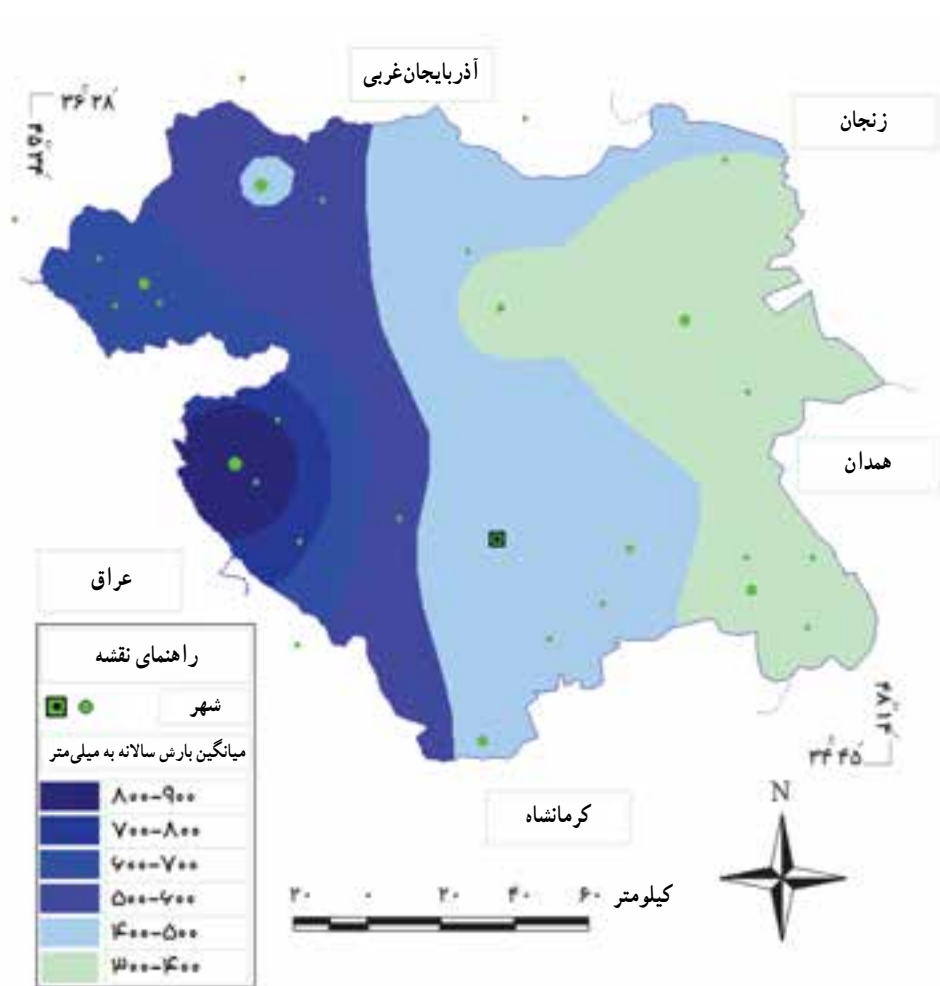 آذربایجان‌غربی
۳۶° ۲۸′
۴۵° ۳۴′
زنجان
همدان
عراق
راهنمای نقشه
شهر
میانگین بارش سالانه به میلی‌متر
۸۰۰-۹۰۰
۷۰۰-۸۰۰
۶۰۰-۷۰۰
۵۰۰-۶۰۰
۴۰۰-۵۰۰
۳۰۰-۴۰۰
۴۸° ۱۴′
۳۴° ۴۵′
کرمانشاه
N
۲۰ ۰ ۲۰ ۴۰ ۶۰ کیلومتر